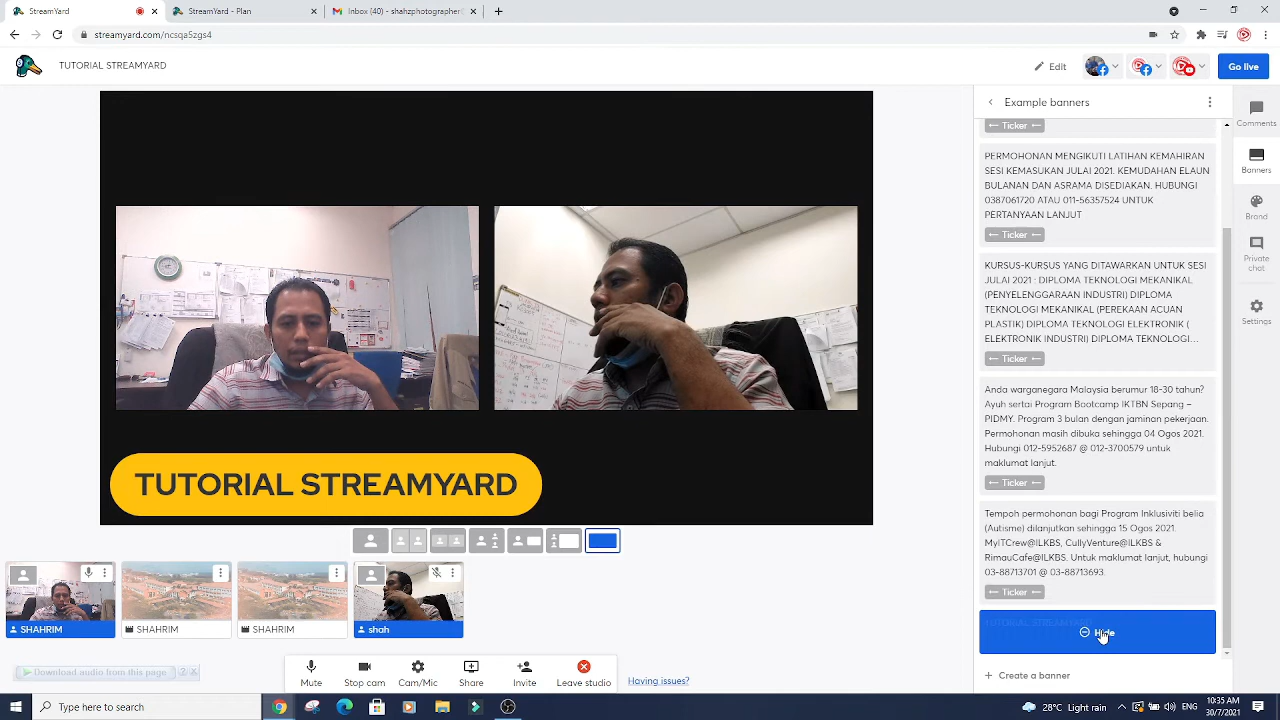 StreamYard
StreamYard - Plan
Inbox (40) - shahzphotographer
streamyard.com/ncsqa5zgs4
TUTORIAL STREAMYARD
Edit
Go live
Example banners
Ticker
PERMOHONAN MENGIKUTI LATIHAN KEMAHIRAN
SESI KEMASUKAN JULAI 2021. KEMUDAHAN ELAUN
BULANAN DAN ASRAMA DISEDIAKAN. HUBUNGI
0387061720 ATAU 011-56357524 UNTUK
PERTANYAAN LANJUT
Ticker
KURSUS-KURSUS YANG DITAWARKAN UNTUK SESI
JULAI 2021 : DIPLOMA TEKNOLOGI MEKANIKAL
(PENYELENGGARAAN INDUSTRI) DIPLOMA
TEKNOLOGI MEKANIKAL (PEREKAAN ACUAN
PLASTIK) DIPLOMA TEKNOLOGI ELEKTRONIK (
ELEKTRONIK INDUSTRI) DIPLOMA TEKNOLOGI ...
Ticker
Anda warganegara Malaysia berumur 18-30 tahun?
Ayuh sertai Program Bootcamp IKTBN Sepang –
PIDMY. Program 3 bulan dengan jaminan pekerjaan.
Permohonan masih dibuka sehingga 04 Ogos 2021.
Hubungi 012-5952687 @ 012-3700579 untuk
maklumat lanjut.
Ticker
Tempoh permohonan bagi Program Inklusiviti belia
(Autisme) dilanjutkan sehingga 15 Ogos 2021.
MyITCrew@ILKBS, CullyVenture@ILKBS &
RimauCafe@ILKBS. Untuk maklumat lanjut, hubungi
03-88713701 @ 03-88713693.
Ticker
TUTORIAL STREAMYARD
Hide
+ Create a banner
Comments
Banners
Brand
Private
chat
Settings
TUTORIAL STREAMYARD
SHAHRIM
SHAHRIM
SHAHRIM
shah
Download audio from this page
? X
Mute
Stop cam
Cam/Mic
Share
Invite
Leave studio
Having issues?
Type here to search
28°C Light rain
10:35 AM
30/7/2021